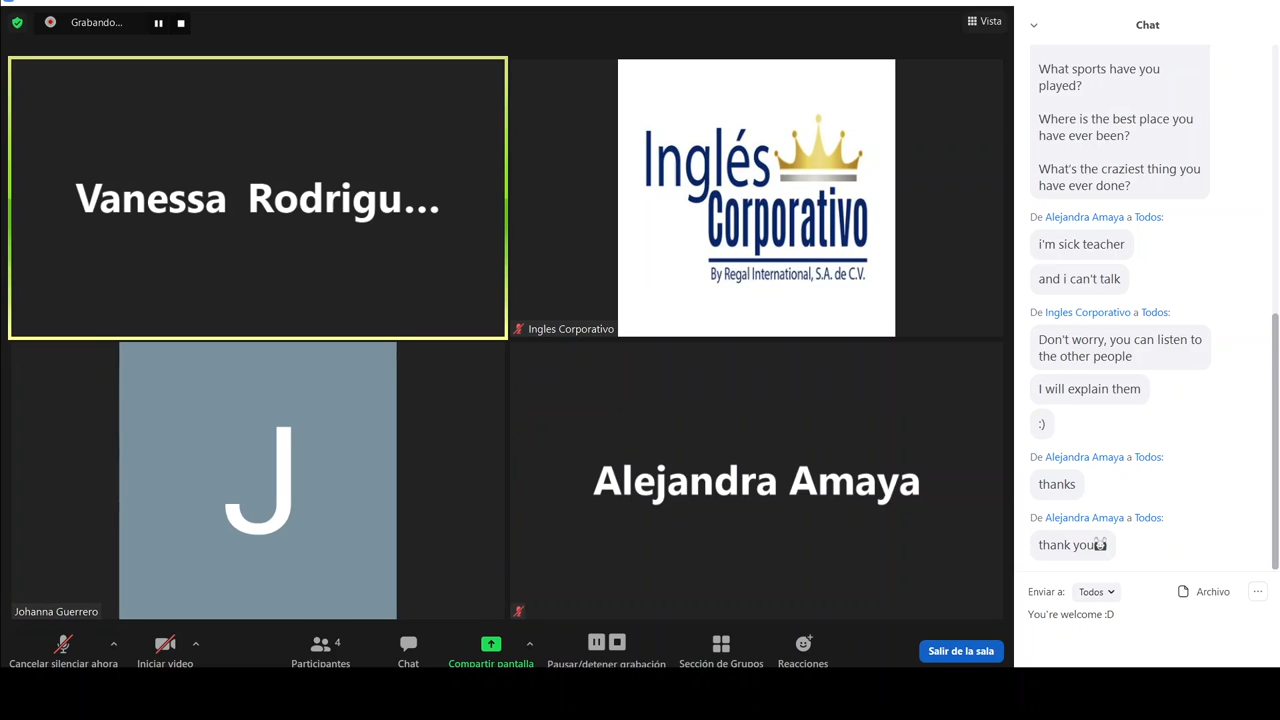 Grabando...
Vista
Vanessa Rodrigu...
Inglés
Corporativo
By Regal International, S.A. de C.V.
Ingles Corporativo
J
Johanna Guerrero
Alejandra Amaya
Cancelar silenciar ahora
Iniciar video
4
Participantes
Chat
Compartir pantalla
Pausar/detener grabación
Sección de Grupos
Reacciones
Salir de la sala
Chat
What sports have you
played?
Where is the best place you
have ever been?
What's the craziest thing you
have ever done?
De Alejandra Amaya a Todos:
i'm sick teacher
and i can't talk
De Ingles Corporativo a Todos:
Don't worry, you can listen to
the other people
I will explain them
:)
De Alejandra Amaya a Todos:
thanks
De Alejandra Amaya a Todos:
thank you
Enviar a: Todos
Archivo
...
You're welcome :D